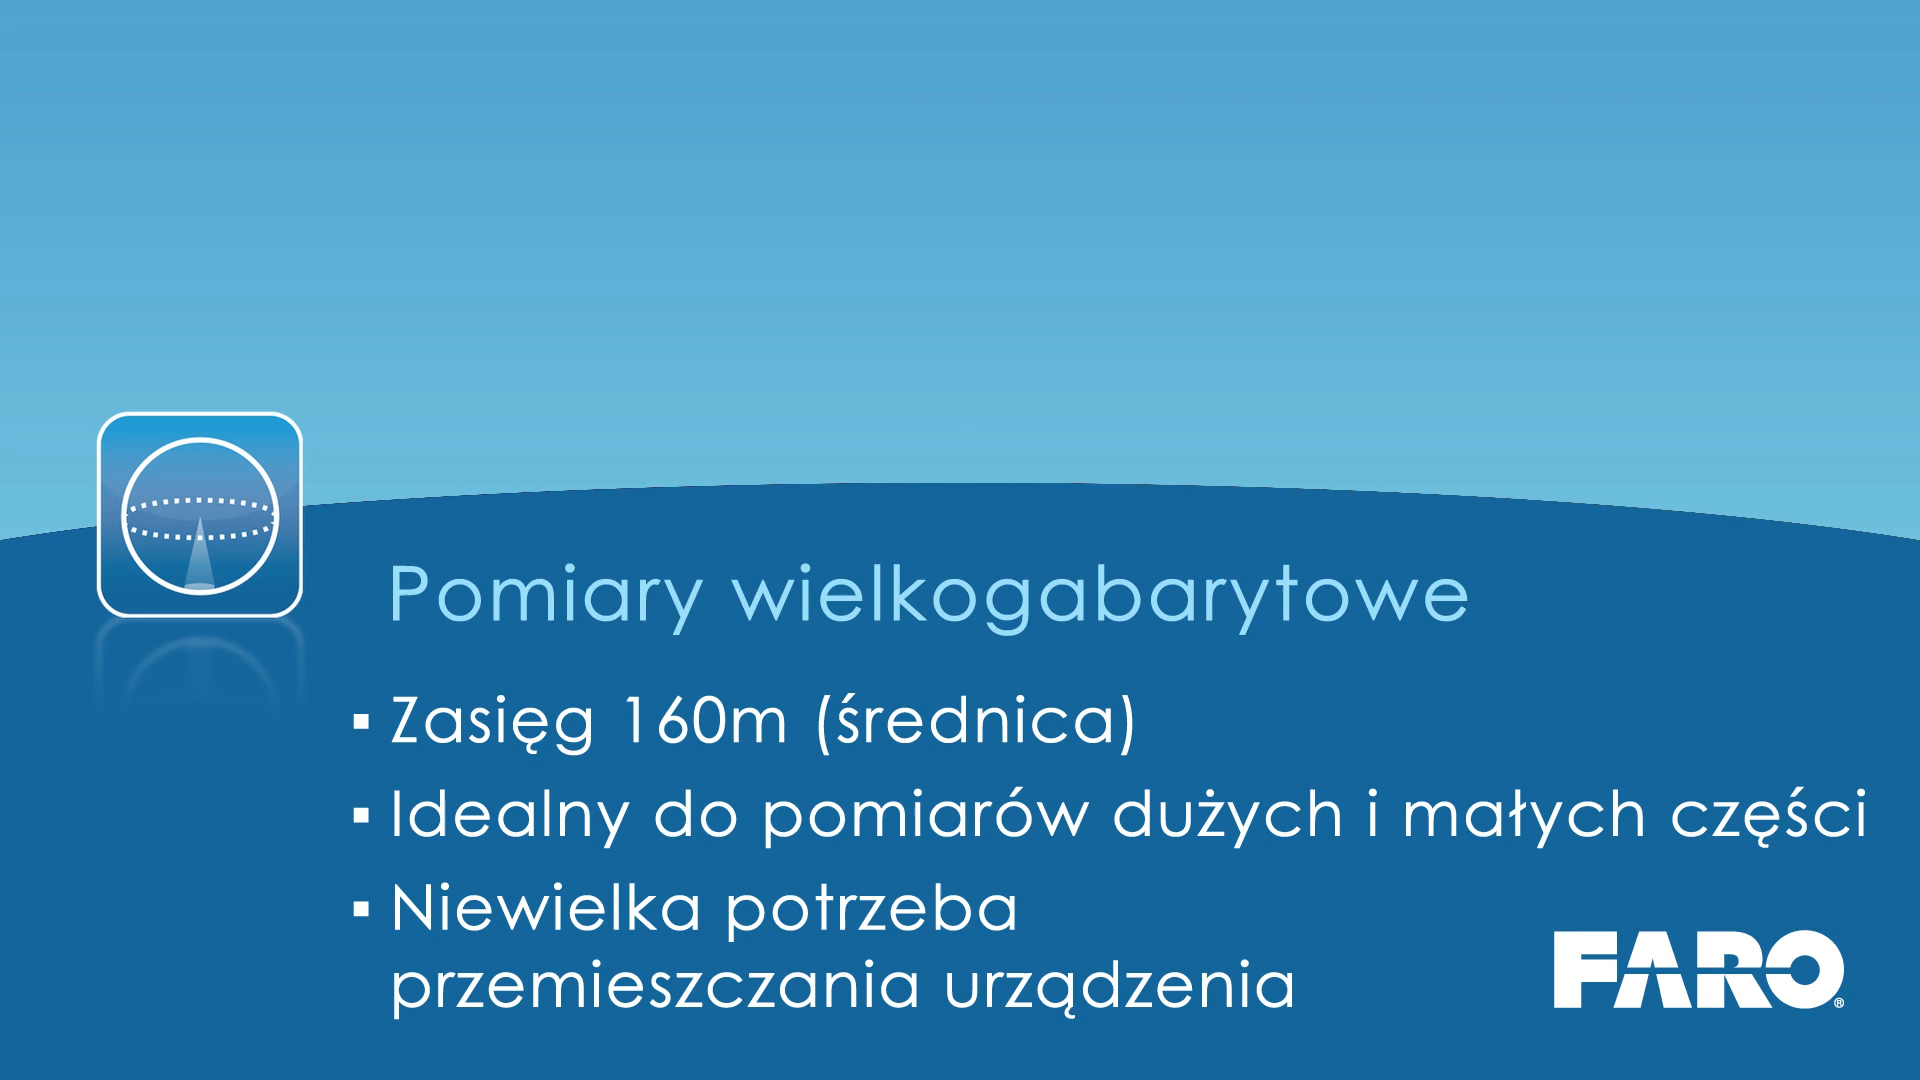 Pomiary wielkogabarytowe
▪ Zasięg 160m (średnica)
▪ Idealny do pomiarów dużych i małych części
▪ Niewielka potrzeba
przemieszczania urządzenia
FARO®